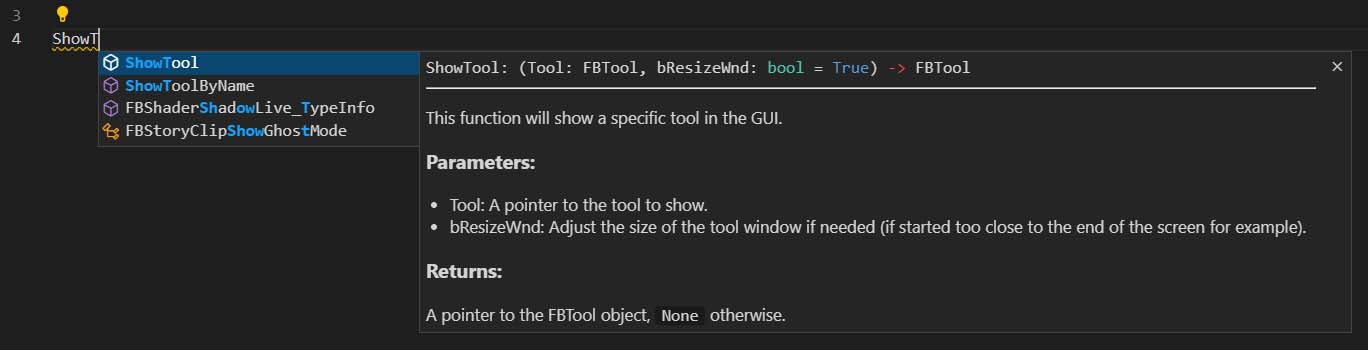 3
4 ShowT
ShowTool
ShowToolByName
FBShaderShadowLive_TypeInfo
FBStoryClipShowGhostMode
ShowTool: (Tool: FBTool, bResizeWnd: bool = True) -> FBTool
This function will show a specific tool in the GUI.
Parameters:
• Tool: A pointer to the tool to show.
• bResizeWnd: Adjust the size of the tool window if needed (if started too close to the end of the screen for example).
Returns:
A pointer to the FBTool object, None otherwise.